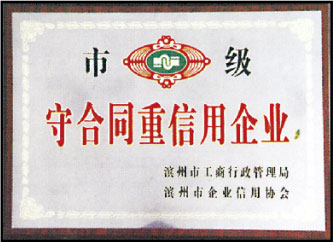 市 级
守合同重信用企业
滨州市工商行政管理局
滨州市企业信用协会